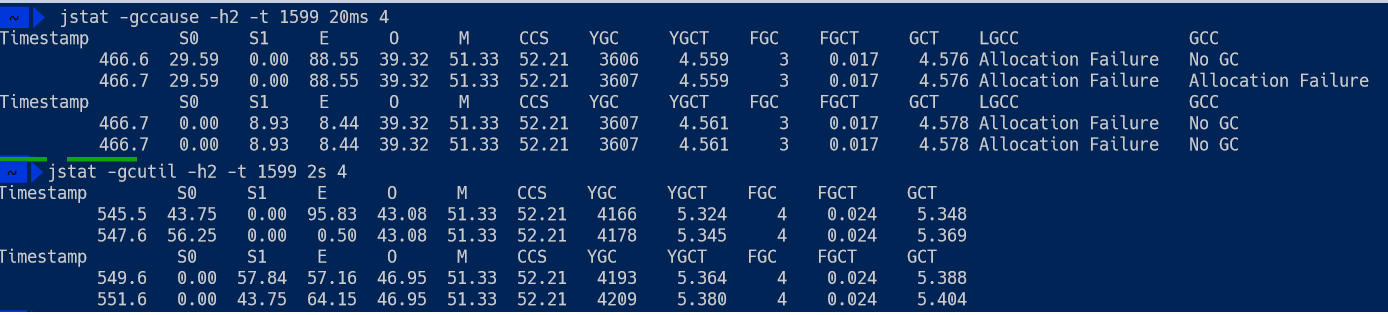 ~ jstat -gccause -h2 -t 1599 20ms 4
Timestamp S0 S1 E O M CCS YGC YGCT FGC FGCT GCT LGCC GCC
466.6 29.59 0.00 88.55 39.32 51.33 52.21 3606 4.559 3 0.017 4.576 Allocation Failure No GC
466.7 29.59 0.00 88.55 39.32 51.33 52.21 3607 4.559 3 0.017 4.576 Allocation Failure Allocation Failure
Timestamp S0 S1 E O M CCS YGC YGCT FGC FGCT GCT LGCC GCC
466.7 0.00 8.93 8.44 39.32 51.33 52.21 3607 4.561 3 0.017 4.578 Allocation Failure No GC
466.7 0.00 8.93 8.44 39.32 51.33 52.21 3607 4.561 3 0.017 4.578 Allocation Failure No GC
~ jstat -gcutil -h2 -t 1599 2s 4
Timestamp S0 S1 E O M CCS YGC YGCT FGC FGCT GCT
545.5 43.75 0.00 95.83 43.08 51.33 52.21 4166 5.324 4 0.024 5.348
547.6 56.25 0.00 0.50 43.08 51.33 52.21 4178 5.345 4 0.024 5.369
Timestamp S0 S1 E O M CCS YGC YGCT FGC FGCT GCT
549.6 0.00 57.84 57.16 46.95 51.33 52.21 4193 5.364 4 0.024 5.388
551.6 0.00 43.75 64.15 46.95 51.33 52.21 4209 5.380 4 0.024 5.404